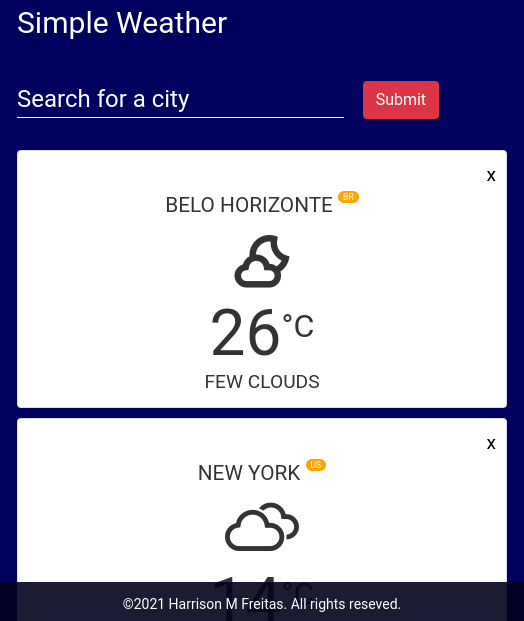 Simple Weather
Search for a city
Submit
x
BELO HORIZONTE BR
26°C
FEW CLOUDS
x
NEW YORK US
14°C
©2021 Harrison M Freitas. All rights reseved.